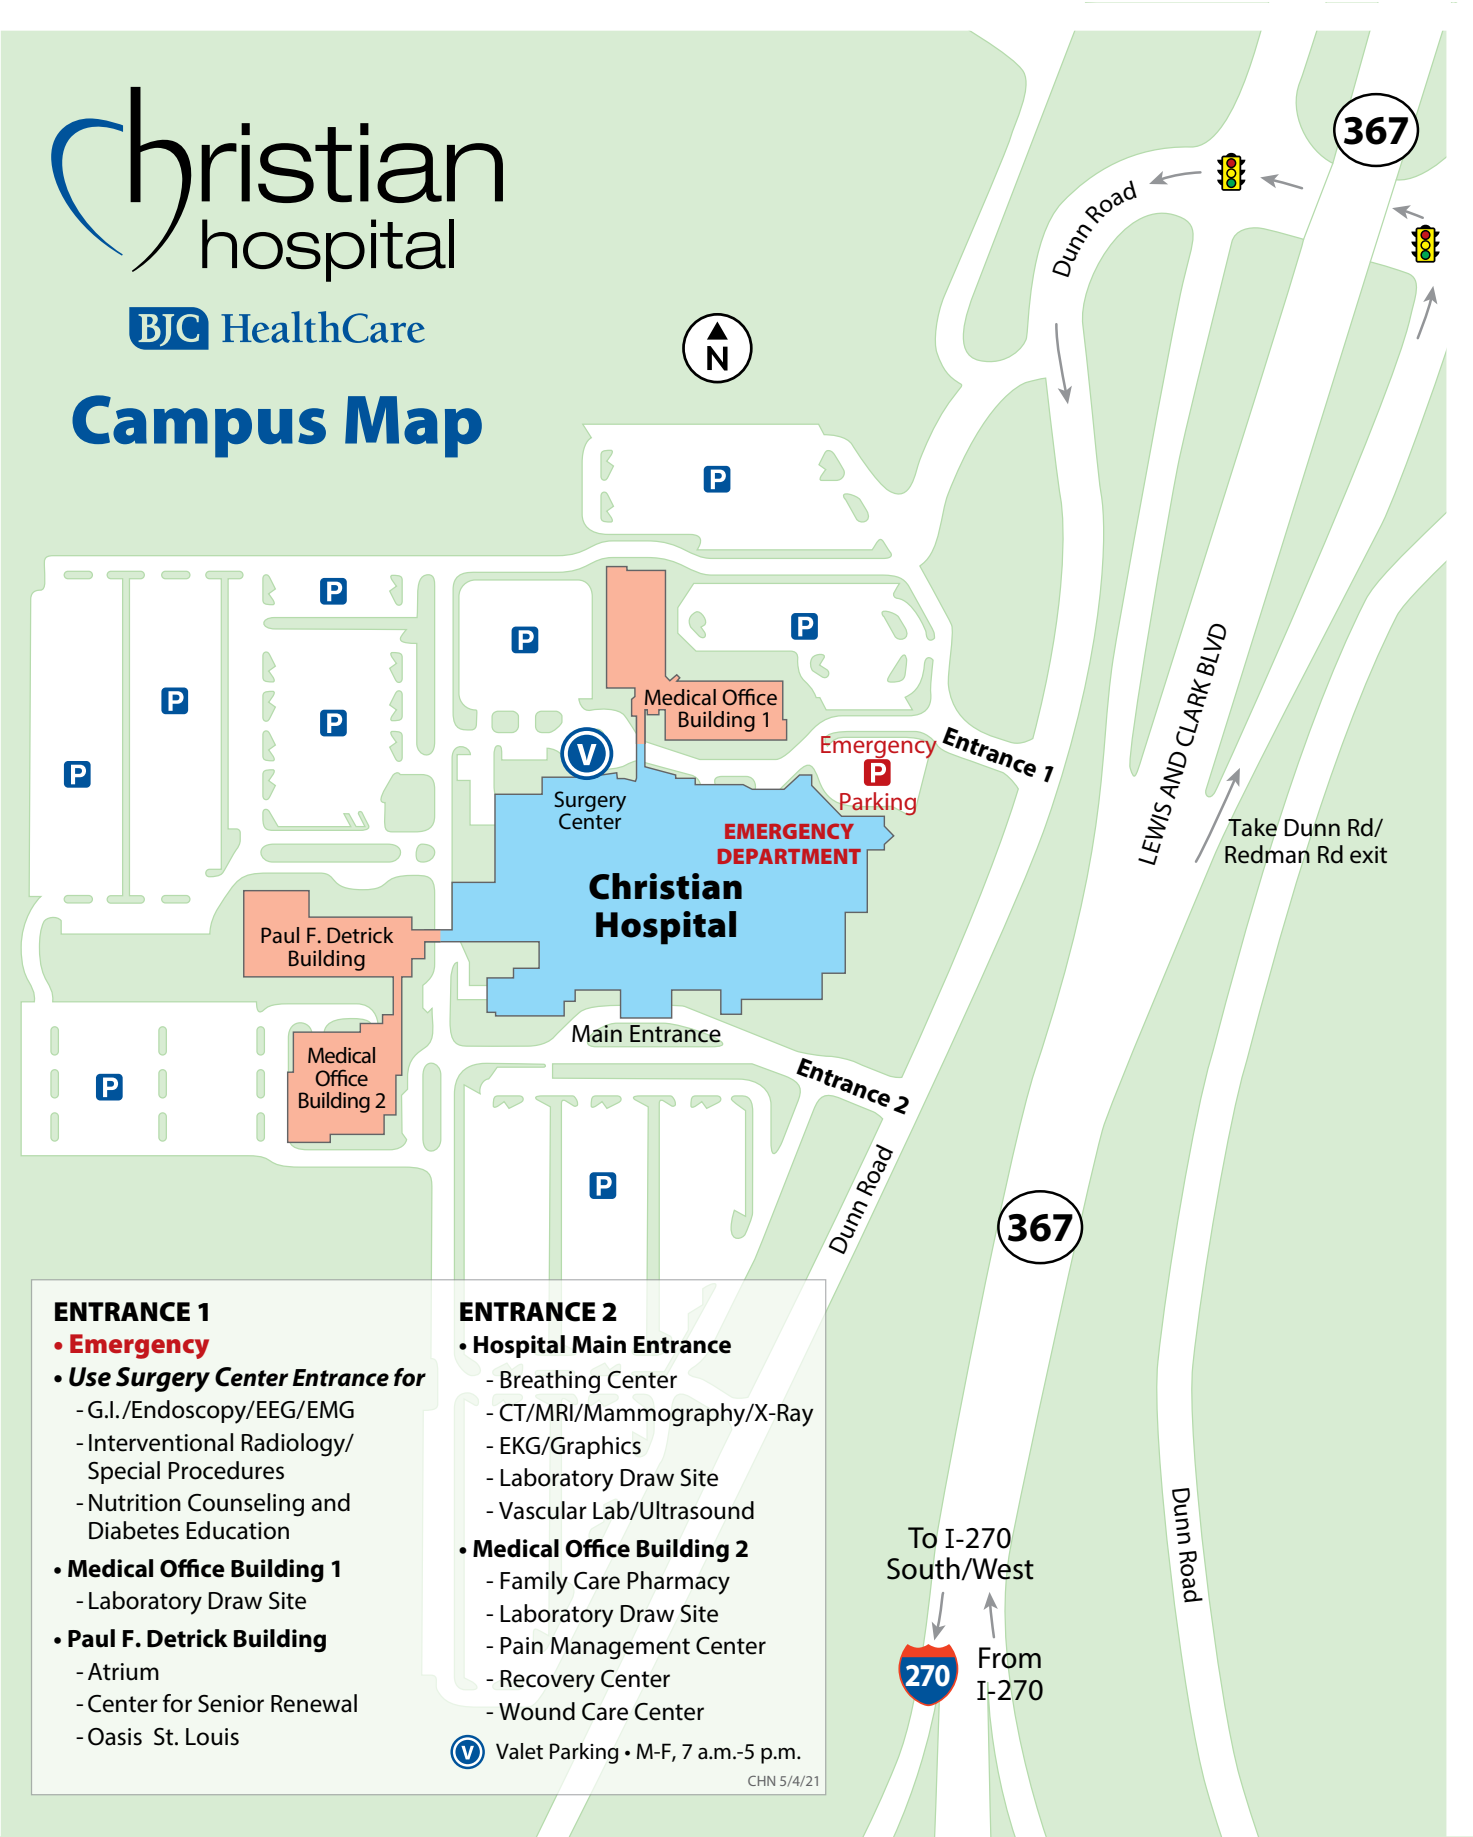 Christian
hospital
BJC HealthCare
Campus Map
N
367
Dunn Road
P
P
P
P
P
P
P
Medical Office
Building 1
V
Surgery
Center
Emergency
P
Parking
Entrance 1
EMERGENCY
DEPARTMENT
Christian
Hospital
LEWIS AND CLARK BLVD
Take Dunn Rd/
Redman Rd exit
Paul F. Detrick
Building
Main Entrance
Medical
Office
Building 2
P
Entrance 2
P
Dunn Road
367
ENTRANCE 1
• Emergency
• Use Surgery Center Entrance for
- G.I./Endoscopy/EEG/EMG
- Interventional Radiology/
Special Procedures
- Nutrition Counseling and
Diabetes Education
• Medical Office Building 1
- Laboratory Draw Site
• Paul F. Detrick Building
- Atrium
- Center for Senior Renewal
- Oasis St. Louis
ENTRANCE 2
• Hospital Main Entrance
- Breathing Center
- CT/MRI/Mammography/X-Ray
- EKG/Graphics
- Laboratory Draw Site
- Vascular Lab/Ultrasound
• Medical Office Building 2
- Family Care Pharmacy
- Laboratory Draw Site
- Pain Management Center
- Recovery Center
- Wound Care Center
V Valet Parking • M-F, 7 a.m.-5 p.m.
CHN 5/4/21
To I-270
South/West
270
From
I-270
Dunn Road